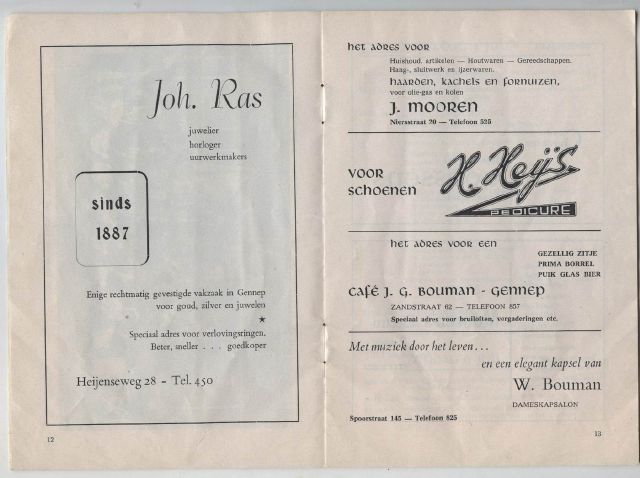 Joh. Ras
juwelier
horloger
uurwerkmakers
sinds
1887
Enige rechtmatig gevestigde vakzaak in Gennep
voor goud, zilver en juwelen
★
Speciaal adres voor verlovingsringen.
Beter, sneller . . . goedkoper
Heijenseweg 28 - Tel. 450
12
het adres voor
Huishoud. artikelen — Houtwaren — Gereedschappen.
Haag-, sluitwerk en ijzerwaren.
haarden, kachels en fornuizen,
voor olie-gas en kolen
J. MOOREN
Niersstraat 20 — Telefoon 525
VOOR
SCHOENEN
H. Heijs.
PEDICURE
het adres voor een
GEZELLIG ZITJE
PRIMA BORREL
PUIK GLAS BIER
Café J. G. Bouman - Gennep
ZANDSTRAAT 62 — TELEFOON 857
Speciaal adres voor bruiloften, vergaderingen etc.
Met muziek door het leven . . .
en een elegant kapsel van
W. Bouman
DAMESKAPSALON
Spoorstraat 145 — Telefoon 825
13